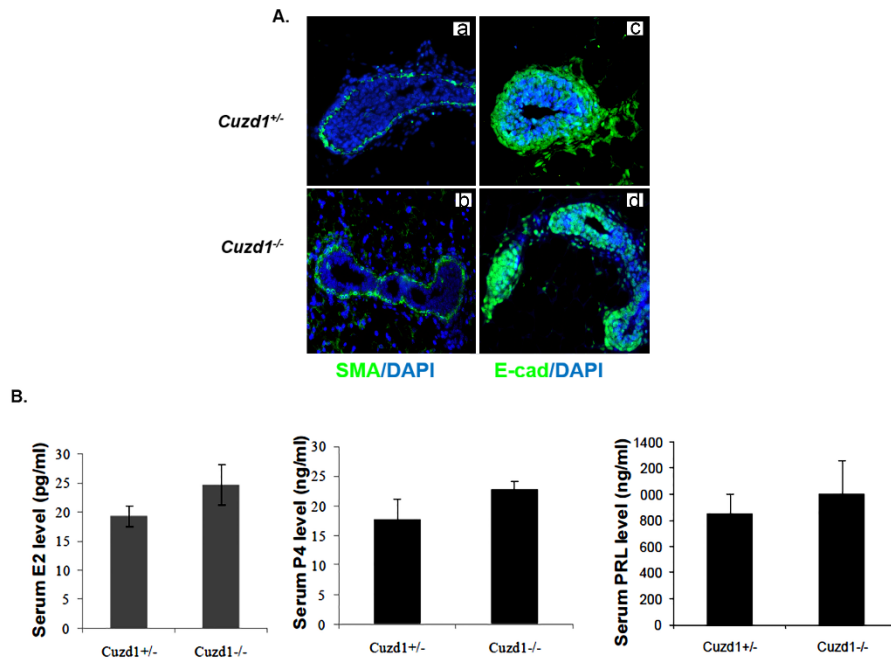 A.
a
c
Cuzd1+/-
b
d
Cuzd1-/-
SMA/DAPI
E-cad/DAPI
B.
Serum E2 level (pg/ml)
30
25
20
15
10
5
0
Cuzd1+/-
Cuzd1-/-
Serum P4 level (ng/ml)
30
25
20
15
10
5
0
Cuzd1+/-
Cuzd1-/-
Serum PRL level (ng/ml)
1400
200
000
800
600
400
200
0
Cuzd1+/-
Cuzd1-/-